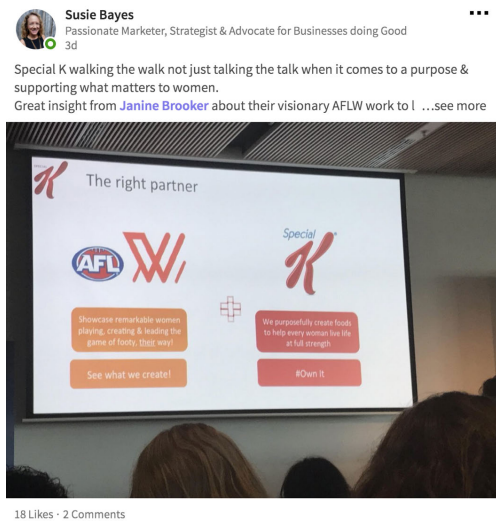 Susie Bayes
Passionate Marketer, Strategist & Advocate for Businesses doing Good
3d
Special K walking the walk not just talking the talk when it comes to a purpose &
supporting what matters to women.
Great insight from Janine Brooker about their visionary AFLW work to l …see more
K
The right partner
AFL W
Special
K
Showcase remarkable women
playing, creating & leading the
game of footy, their way!
We purposefully create foods
to help every woman live life
at full strength
See what we create!
#Own It
18 Likes · 2 Comments